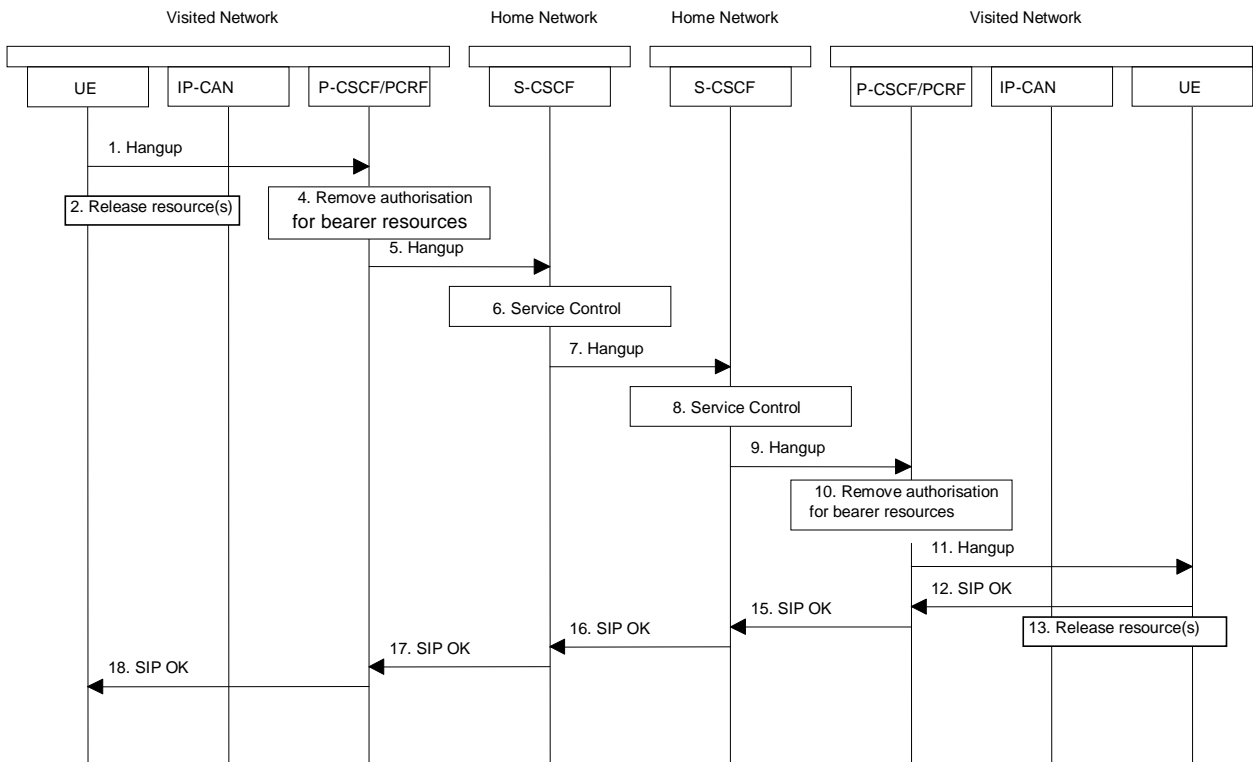 Visited Network
Home Network
Home Network
Visited Network
UE
IP-CAN
P-CSCF/PCRF
S-CSCF
S-CSCF
P-CSCF/PCRF
IP-CAN
UE
1. Hangup
2. Release resource(s)
4. Remove authorisation
for bearer resources
5. Hangup
6. Service Control
7. Hangup
8. Service Control
9. Hangup
10. Remove authorisation
for bearer resources
11. Hangup
12. SIP OK
13. Release resource(s)
15. SIP OK
16. SIP OK
17. SIP OK
18. SIP OK